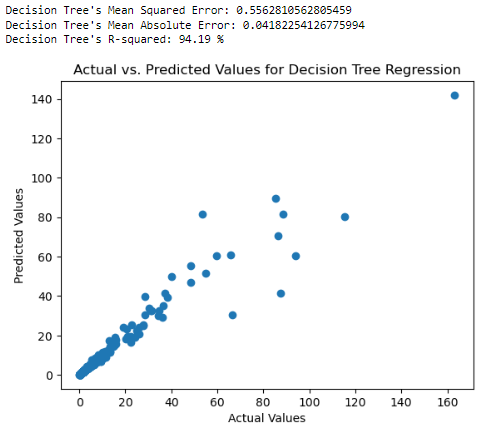 Decision Tree's Mean Squared Error: 0.5562810562805459
Decision Tree's Mean Absolute Error: 0.04182254126775994
Decision Tree's R-squared: 94.19 %
Actual vs. Predicted Values for Decision Tree Regression
140
120
100
80
60
40
20
0
Predicted Values
0 20 40 60 80 100 120 140 160
Actual Values